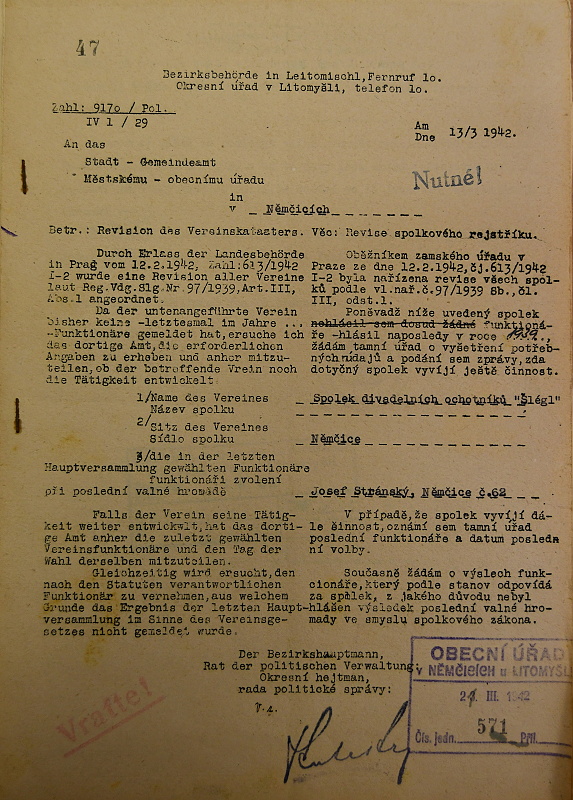 47
Bezirksbehörde in Leitomischl, Fernruf 10.
Okresní úřad v Litomyšli, telefon 10.
Zahl: 9170 / Pol.
IV 1 / 29
Am
Dne 13/3 1942.
An das
Stadt - Gemeindeamt
Městskému - obecnímu úřadu
Nutné!
in
v Němčicích
Betr.: Revision des Vereinskatazters. Věc: Revise spolkového rejstříku.
Durch Erlass der Landesbehörde
in Prag vom 12.2.1942, Zahl:613/1942
I-2 wurde eine Revision aller Vereine
laut Reg.Vdg.Slg.Nr.97/1939,Art.III,
Abs.1 angeordnet.
Da der untenangeführte Verein
bisher keine -letztesmal im Jahre ...
-Funktionäre gemeldet hat,ersuche ich
das dortige Amt,die erforderlichen
Angaben zu erheben und anher mitzu-
teilen,ob der betroffende Vrein noch
die Tätigkeit entwickelt.
Oběžníkem zemského úřadu v
Praze ze dne 12.2.1942,čj.613/1942
I-2 byla nařízena revise všech spol-
ků podle vl.nař.č.97/1939 Sb.,čl.
III, odst.1.
Poněvadž níže uvedený spolek
nehlásil sem dosud žádné funktioná-
ře -hlásil naposledy v roce 1939,
žádám tamní úřad o vyšetření potřeb-
ných údajů a podání sem zprávy,zda
dotyčný spolek vyvíjí ještě činnost.
1/Name des Vereines
Název spolku
Spolek divadelních ochotníků "Šlégl"
2/Sitz des Vereines
Sídlo spolku
Němčice
3/die in der letzten
Hauptversammlung gewählten Funktionäre
funkcionáři zvolení
při poslední valné hromadě
Josef Stránský, Němčice č.62
Falls der Verein seine Tätig-
keit weiter entwickelt,hat das dorti-
ge Amt anher die zuletzt gewählten
Vereinsfunktionäre und den Tag der
Wahl derselben mitzuteilen.
Gleichzeitig wird ersucht,den
nach den Statuten verantwortlichen
Funktionär zu vernehmen,aus welchem
Grunde das Ergebnis der letzten Haupt-
versammlung im Sinne des Vereinsge-
setzes nicht gemeldet wurde.
V případě,že spolek vyvíjí dá-
le činnost,oznámí sem tamní úřad
poslední funkcionáře a datum posledn
ní volby.
Současně žádám o výslech funk-
cionáře,který podle stanov odpovídá
za spolek, z jakého důvodu nebyl
hlášen výsledek poslední valné hro-
mady ve smyslu spolkového zákona.
Der Bezirkshauptmann,
Rat der politischen Verwaltung
Okresní hejtman,
rada politické správy:
Vraťte!
OBECNÍ ÚŘAD
v NĚMČICÍCH u LITOMYŠLE
III. 1942
Čís. jedn. 571 Příl.